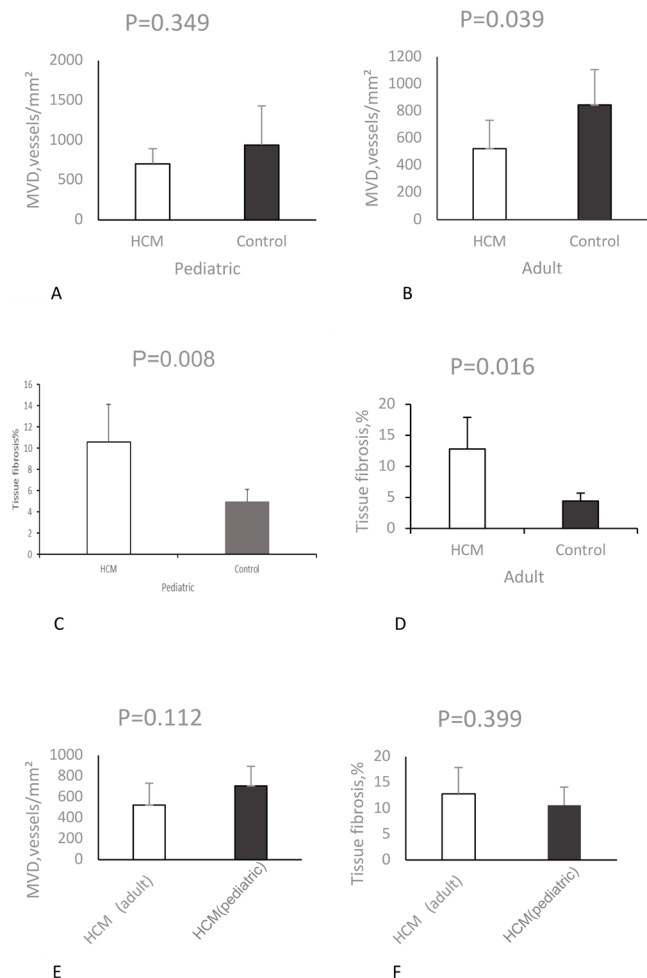 P=0.349
MVD,vessels/mm²
2000
1500
1000
500
0
HCM
Control
Pediatric
A
P=0.039
MVD,vessels/mm²
1200
1000
800
600
400
200
0
HCM
Control
Adult
B
P=0.008
Tissue fibrosis%
16
14
12
10
8
6
4
2
0
HCM
Control
Pediatric
C
P=0.016
Tissue fibrosis,%
20
15
10
5
0
HCM
Control
Adult
D
P=0.112
MVD,vessels/mm²
1000
800
600
400
200
0
HCM (adult)
HCM(pediatric)
E
P=0.399
Tissue fibrosis,%
20
15
10
5
0
HCM (adult)
HCM(pediatric)
F